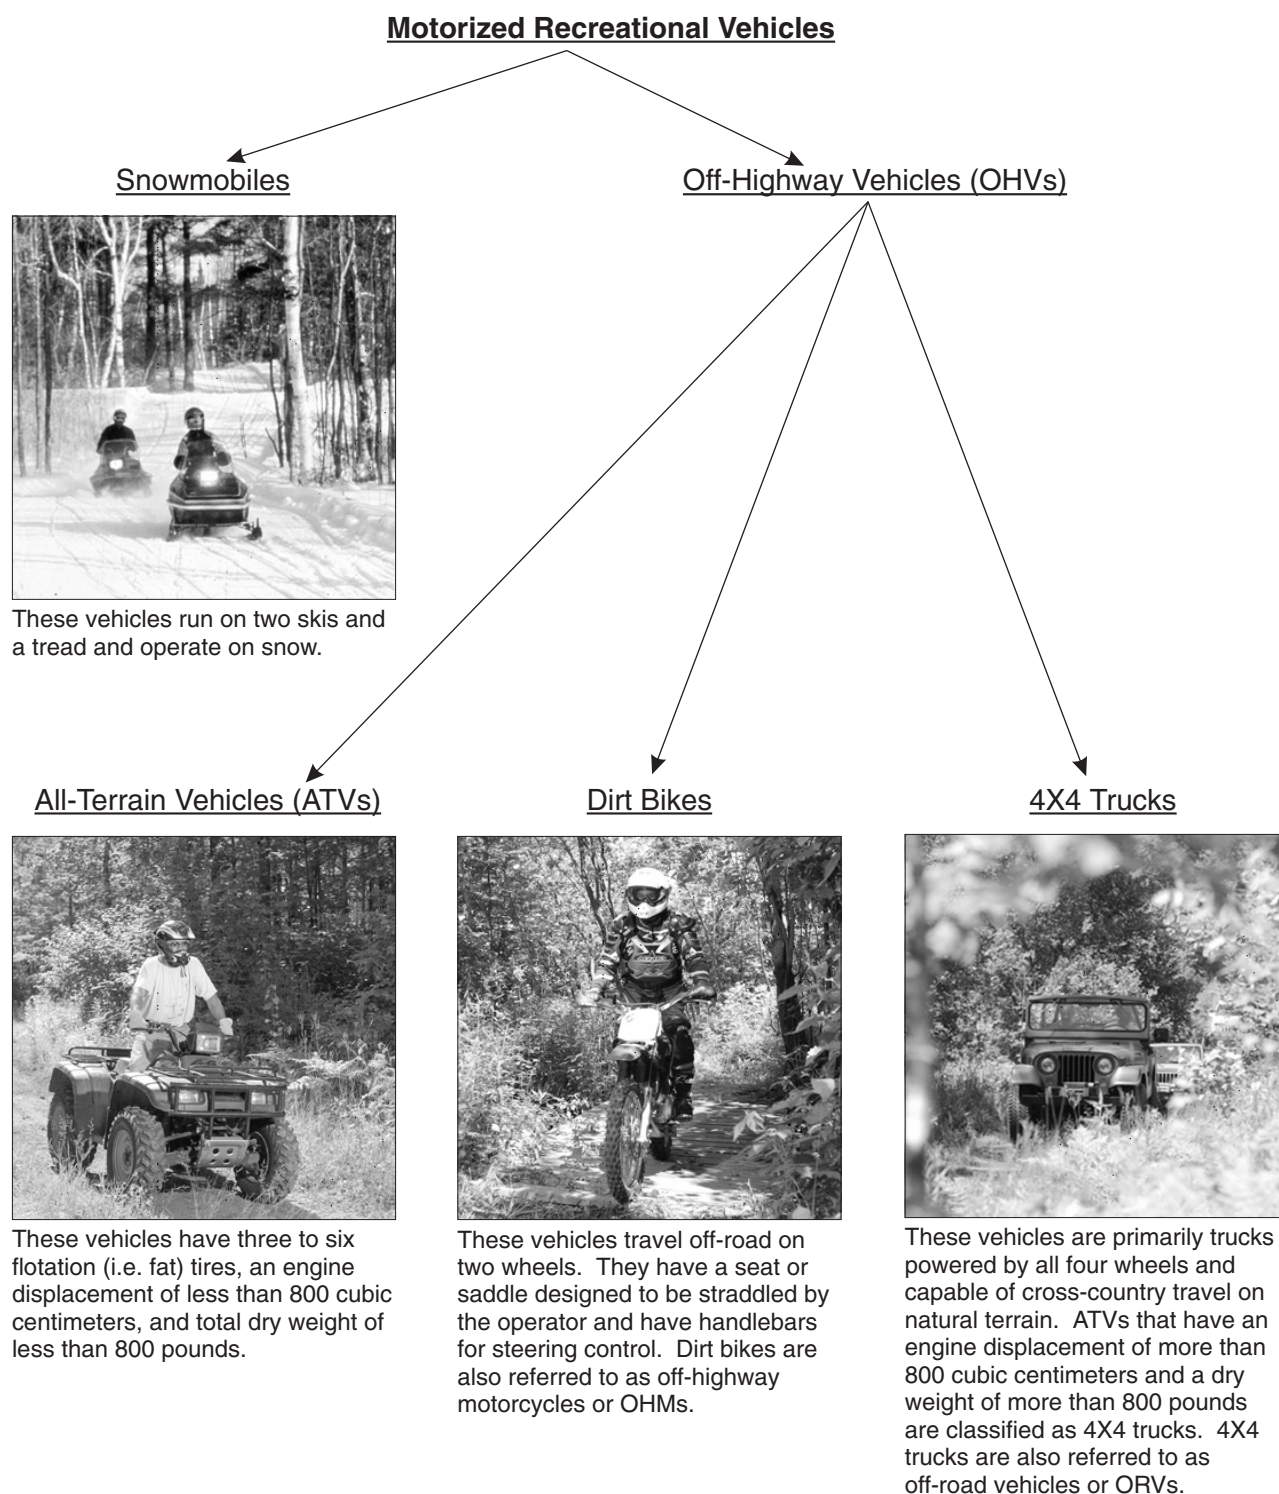 Motorized Recreational Vehicles
Snowmobiles
Off-Highway Vehicles (OHVs)
These vehicles run on two skis and
a tread and operate on snow.
All-Terrain Vehicles (ATVs)
Dirt Bikes
4X4 Trucks
These vehicles have three to six
flotation (i.e. fat) tires, an engine
displacement of less than 800 cubic
centimeters, and total dry weight of
less than 800 pounds.
These vehicles travel off-road on
two wheels.  They have a seat or
saddle designed to be straddled by
the operator and have handlebars
for steering control.  Dirt bikes are
also referred to as off-highway
motorcycles or OHMs.
These vehicles are primarily trucks
powered by all four wheels and
capable of cross-country travel on
natural terrain.  ATVs that have an
engine displacement of more than
800 cubic centimeters and a dry
weight of more than 800 pounds
are classified as 4X4 trucks.  4X4
trucks are also referred to as
off-road vehicles or ORVs.